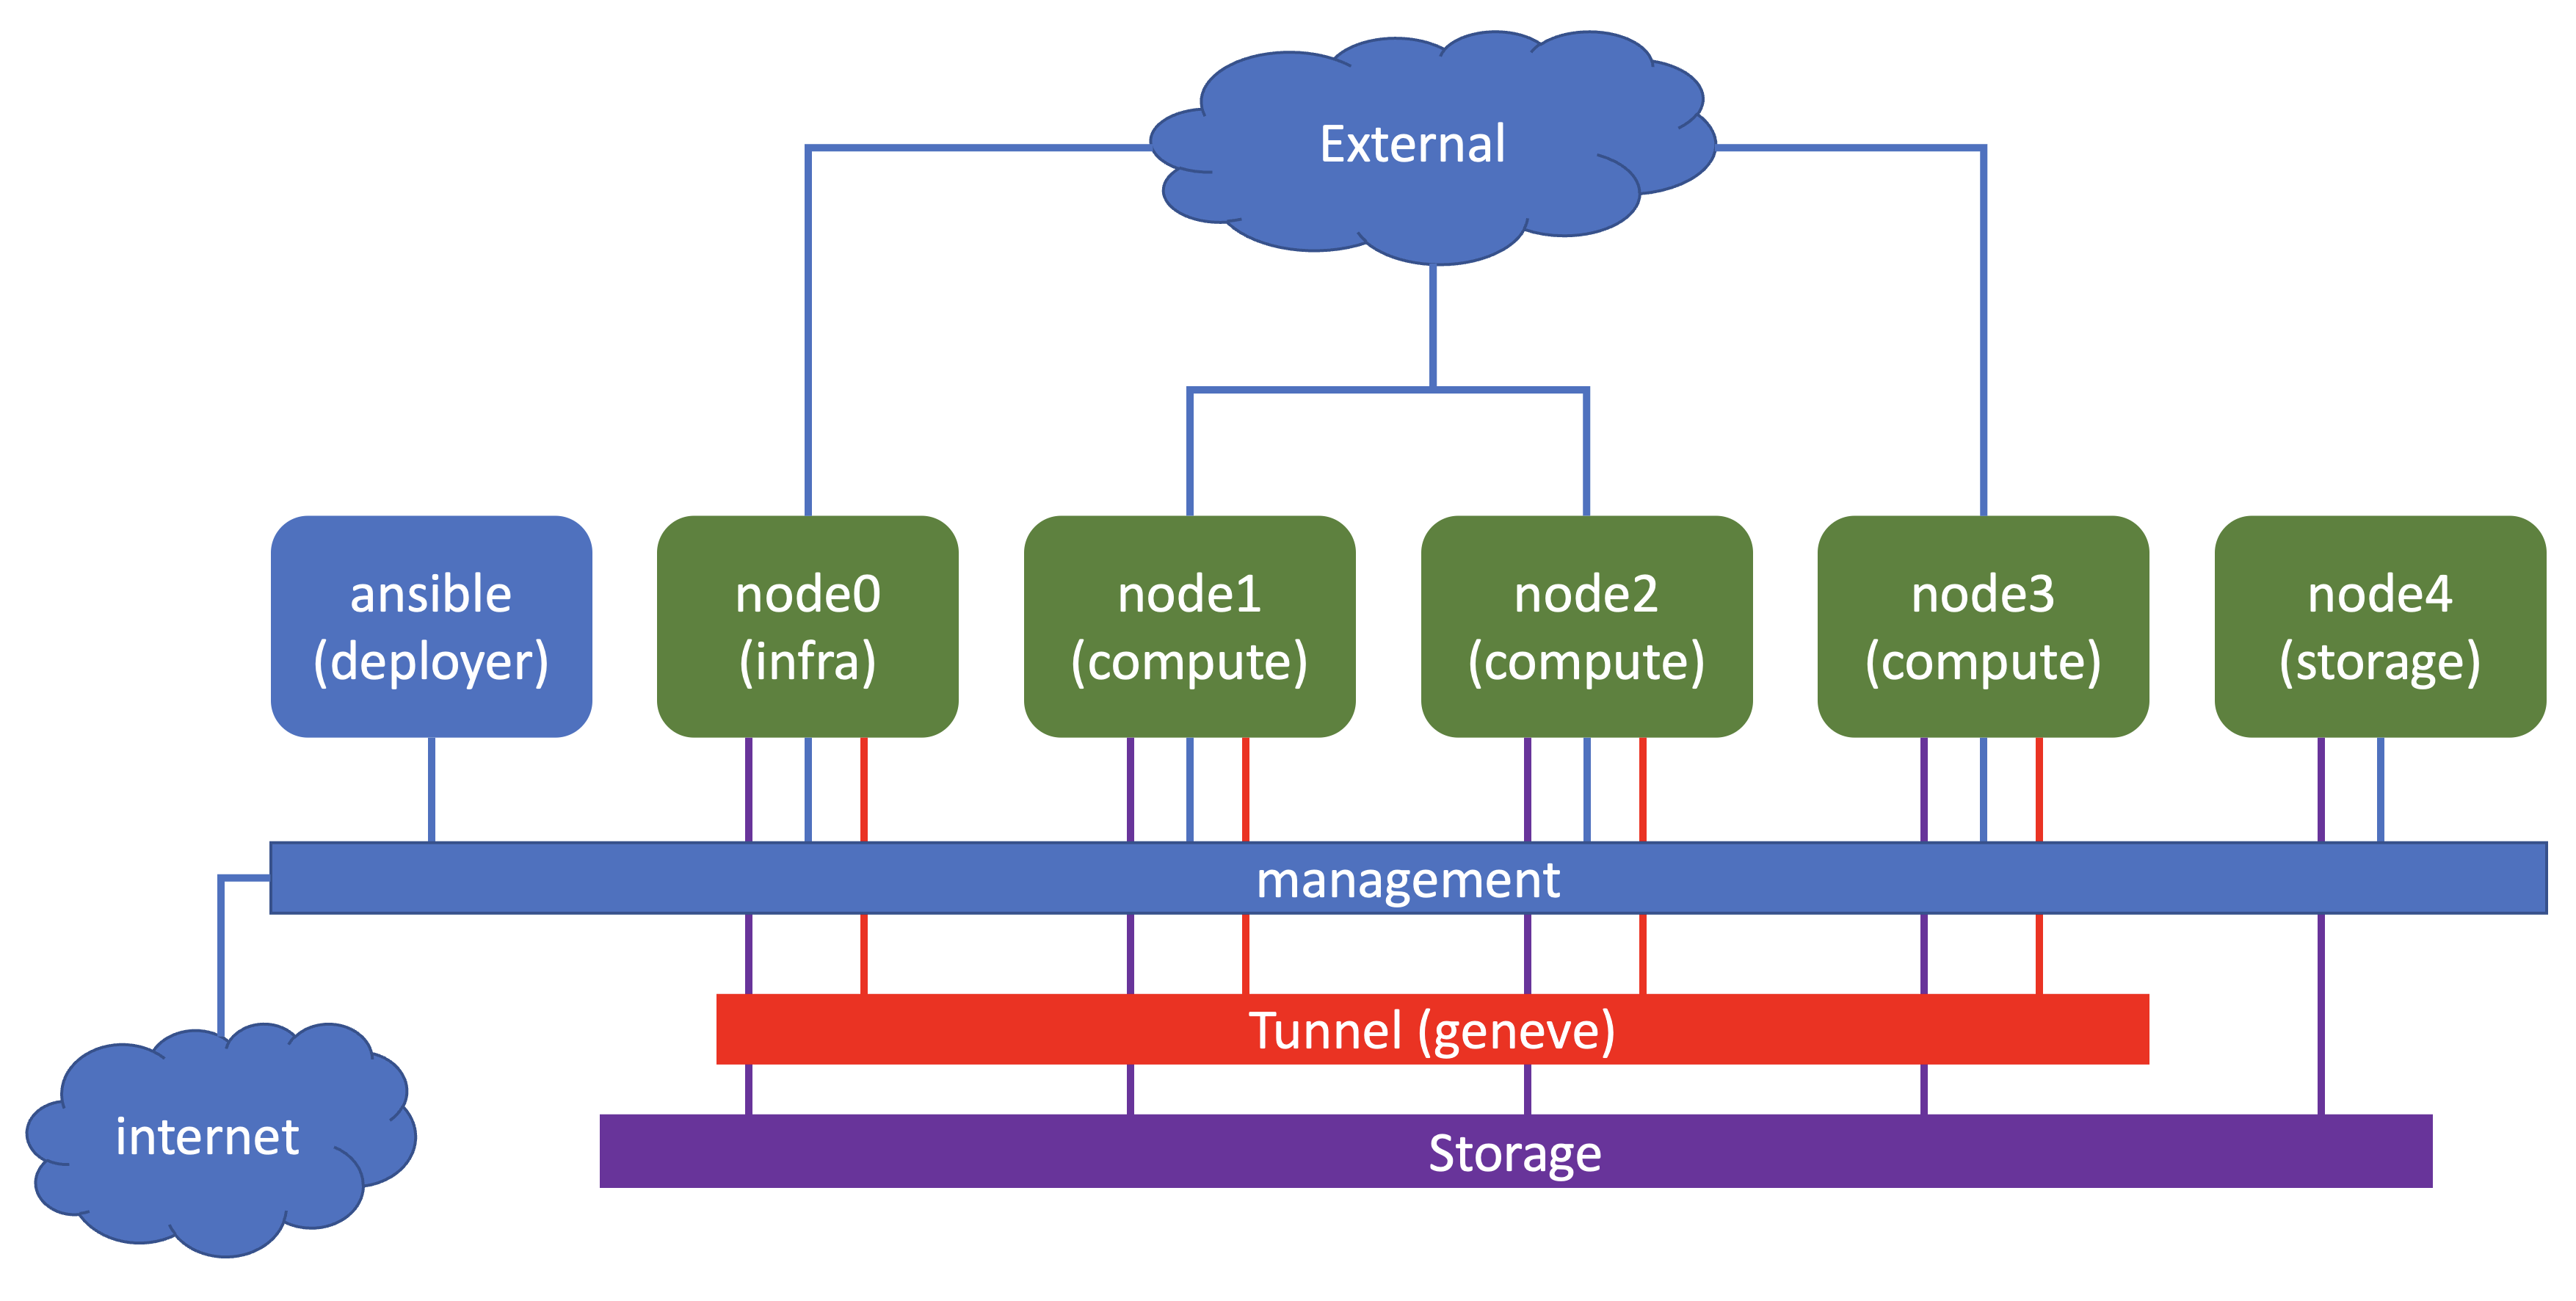 External
ansible
(deployer)
node0
(infra)
node1
(compute)
node2
(compute)
node3
(compute)
node4
(storage)
management
Tunnel (geneve)
internet
Storage